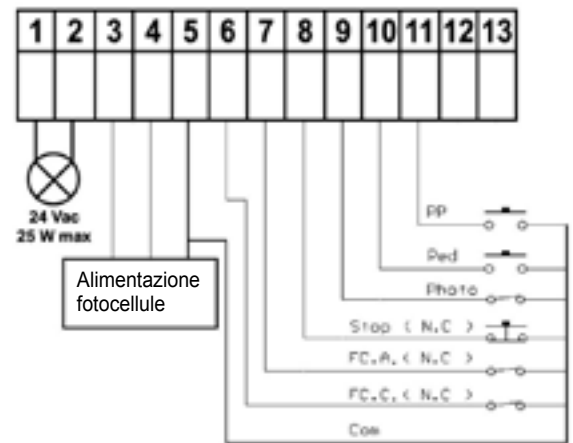 1 2 3 4 5 6 7 8 9 10 11 12 13
24 Vac
25 W max
Alimentazione
fotocellule
PP
Ped
Photo
Stop ( N.C )
FC.A.( N.C )
FC.C.( N.C )
Com